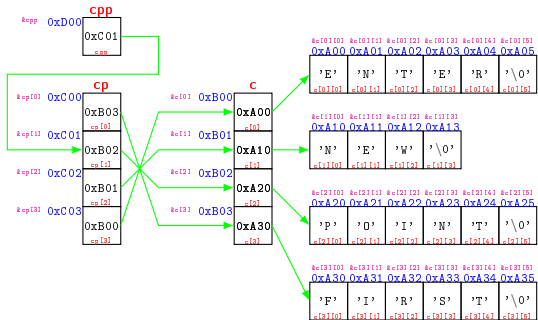 cpp
&cpp 0xD00
0xC01
cpp
cp
c
&c[0][0] &c[0][1] &c[0][2] &c[0][3] &c[0][4] &c[0][5]
0xA00 0xA01 0xA02 0xA03 0xA04 0xA05
'E' 'N' 'T' 'E' 'R' '\0'
c[0][0] c[0][1] c[0][2] c[0][3] c[0][4] c[0][5]
&cp[0] 0xC00 &c[0] 0xB00
0xB03 0xA00
cp[0] c[0]
&c[1][0] &c[1][1] &c[1][2] &c[1][3]
0xA10 0xA11 0xA12 0xA13
&cp[1] 0xC01 &c[1] 0xB01
0xB02 0xA10 'N' 'E' 'W' '\0'
cp[1] c[1] c[1][0] c[1][1] c[1][2] c[1][3]
&cp[2] 0xC02 &c[2] 0xB02
0xB01 0xA20
cp[2] c[2]
&c[2][0] &c[2][1] &c[2][2] &c[2][3] &c[2][4] &c[2][5]
0xA20 0xA21 0xA22 0xA23 0xA24 0xA25
&cp[3] 0xC03 &c[3] 0xB03
'P' 'O' 'I' 'N' 'T' '\0'
0xB00 0xA30
c[2][0] c[2][1] c[2][2] c[2][3] c[2][4] c[2][5]
cp[3] c[3]
&c[3][0] &c[3][1] &c[3][2] &c[3][3] &c[3][4] &c[3][5]
0xA30 0xA31 0xA32 0xA33 0xA34 0xA35
'F' 'I' 'R' 'S' 'T' '\0'
c[3][0] c[3][1] c[3][2] c[3][3] c[3][4] c[3][5]